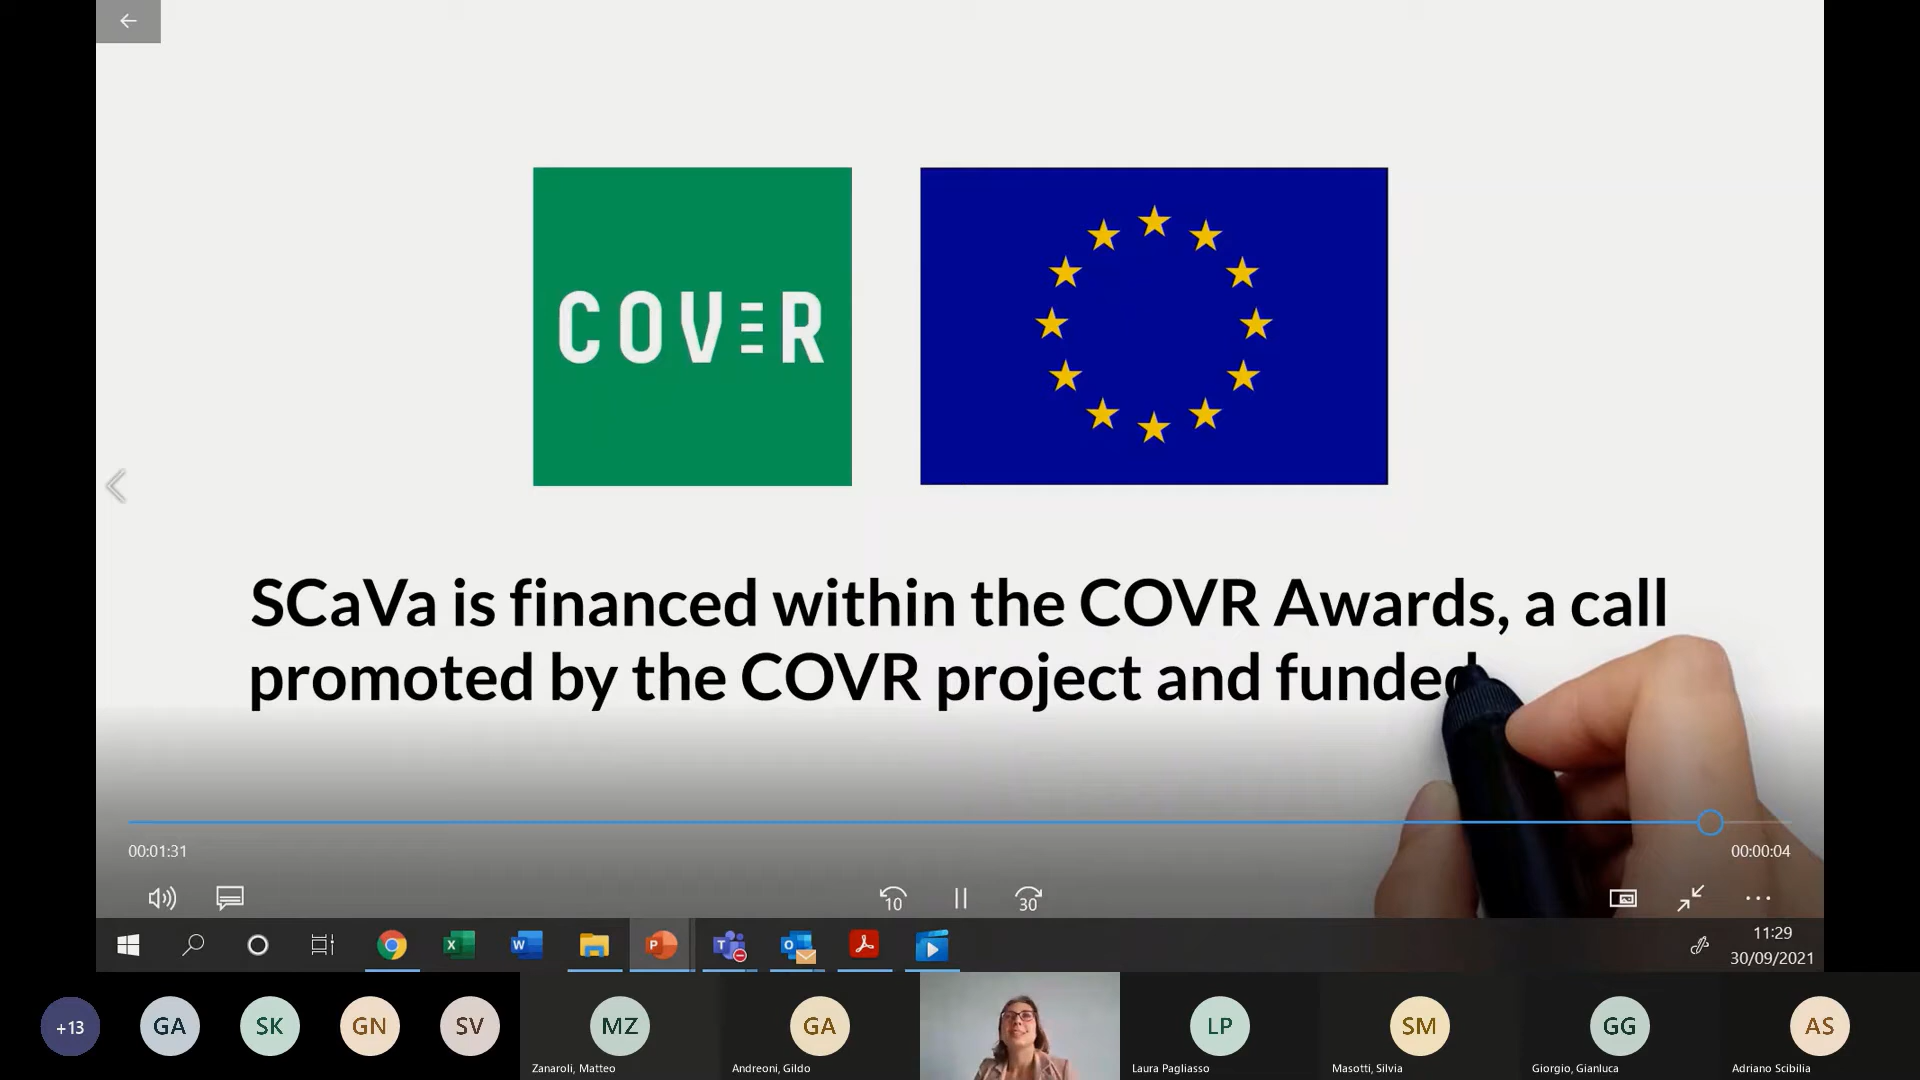 COVER
SCaVa is financed within the COVR Awards, a call
promoted by the COVR project and funded
00:01:31
00:00:04
10
30
11:29
30/09/2021
+13
GA
SK
GN
SV
MZ
GA
LP
SM
GG
AS
Zanaroli, Matteo
Andreoni, Gildo
Laura Pagliasso
Masotti, Silvia
Giorgio, Gianluca
Adriano Scibilia